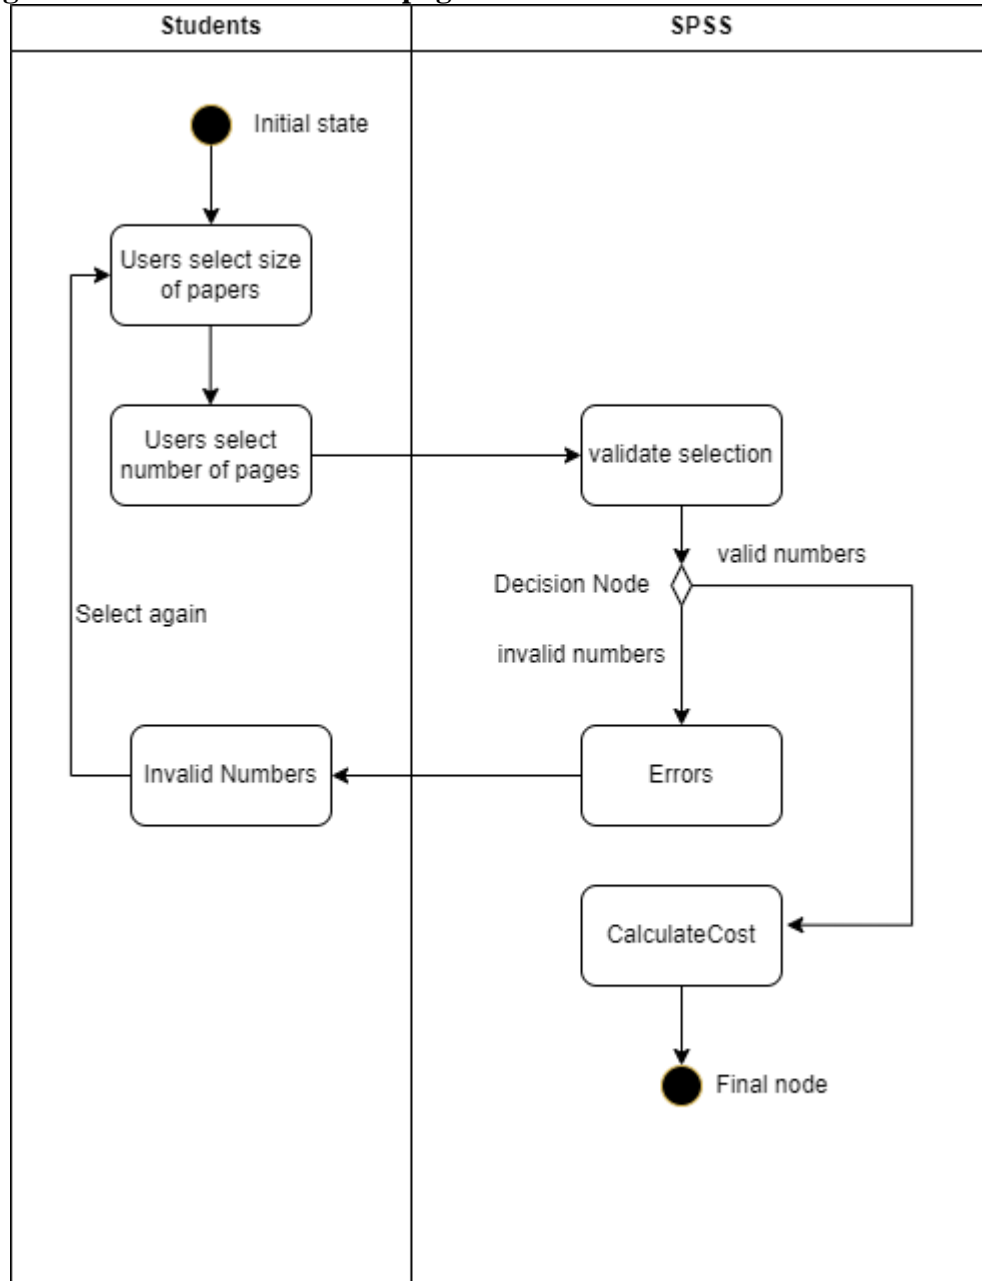 Students
SPSS
Initial state
Users select size
of papers
Users select
number of pages
validate selection
valid numbers
Decision Node
Select again
invalid numbers
Invalid Numbers
Errors
CalculateCost
Final node